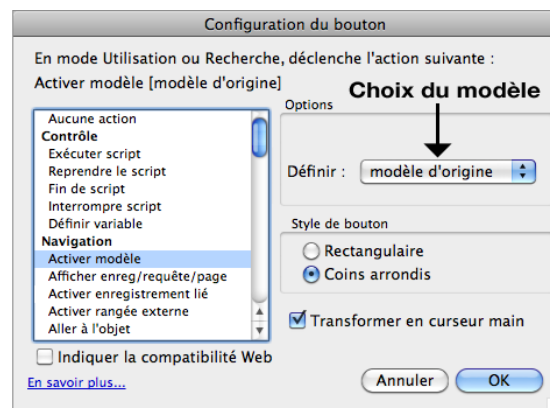 Configuration du bouton
En mode Utilisation ou Recherche, déclenche l'action suivante :
Activer modèle [modèle d'origine]
Choix du modèle
Options
Aucune action
Contrôle
Exécuter script
Reprendre le script
Fin de script
Interrompre script
Définir variable
Navigation
Activer modèle
Afficher enreg/requête/page
Activer enregistrement lié
Activer rangée externe
Aller à l'objet
Définir :
modèle d'origine
Style de bouton
Rectangulaire
Coins arrondis
Transformer en curseur main
Indiquer la compatibilité Web
En savoir plus...
Annuler
OK